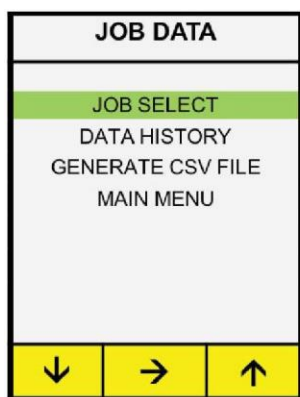 JOB DATA
JOB SELECT
DATA HISTORY
GENERATE CSV FILE
MAIN MENU